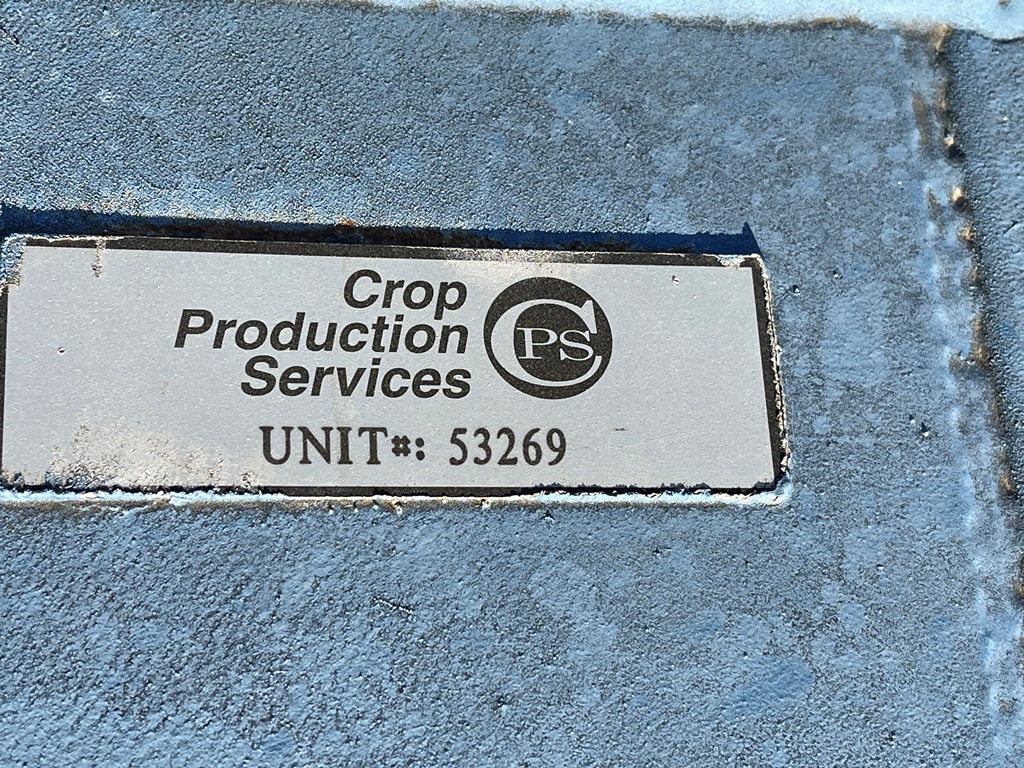 Crop
Production
Services
CPS
UNIT#: 53269